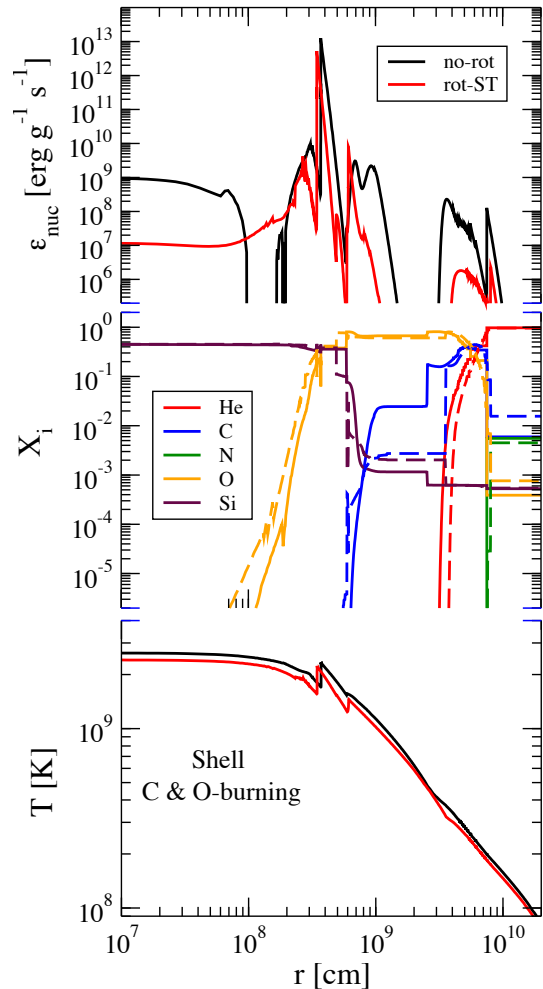 10^13
10^12
10^11
10^10
10^9
10^8
10^7
10^6
ε_nuc [erg g^-1 s^-1]
no-rot
rot-ST
10^0
10^-1
10^-2
10^-3
10^-4
10^-5
X_i
He
C
N
O
Si
10^9
10^8
T [K]
Shell
C & O-burning
10^7 10^8 10^9 10^10
r [cm]